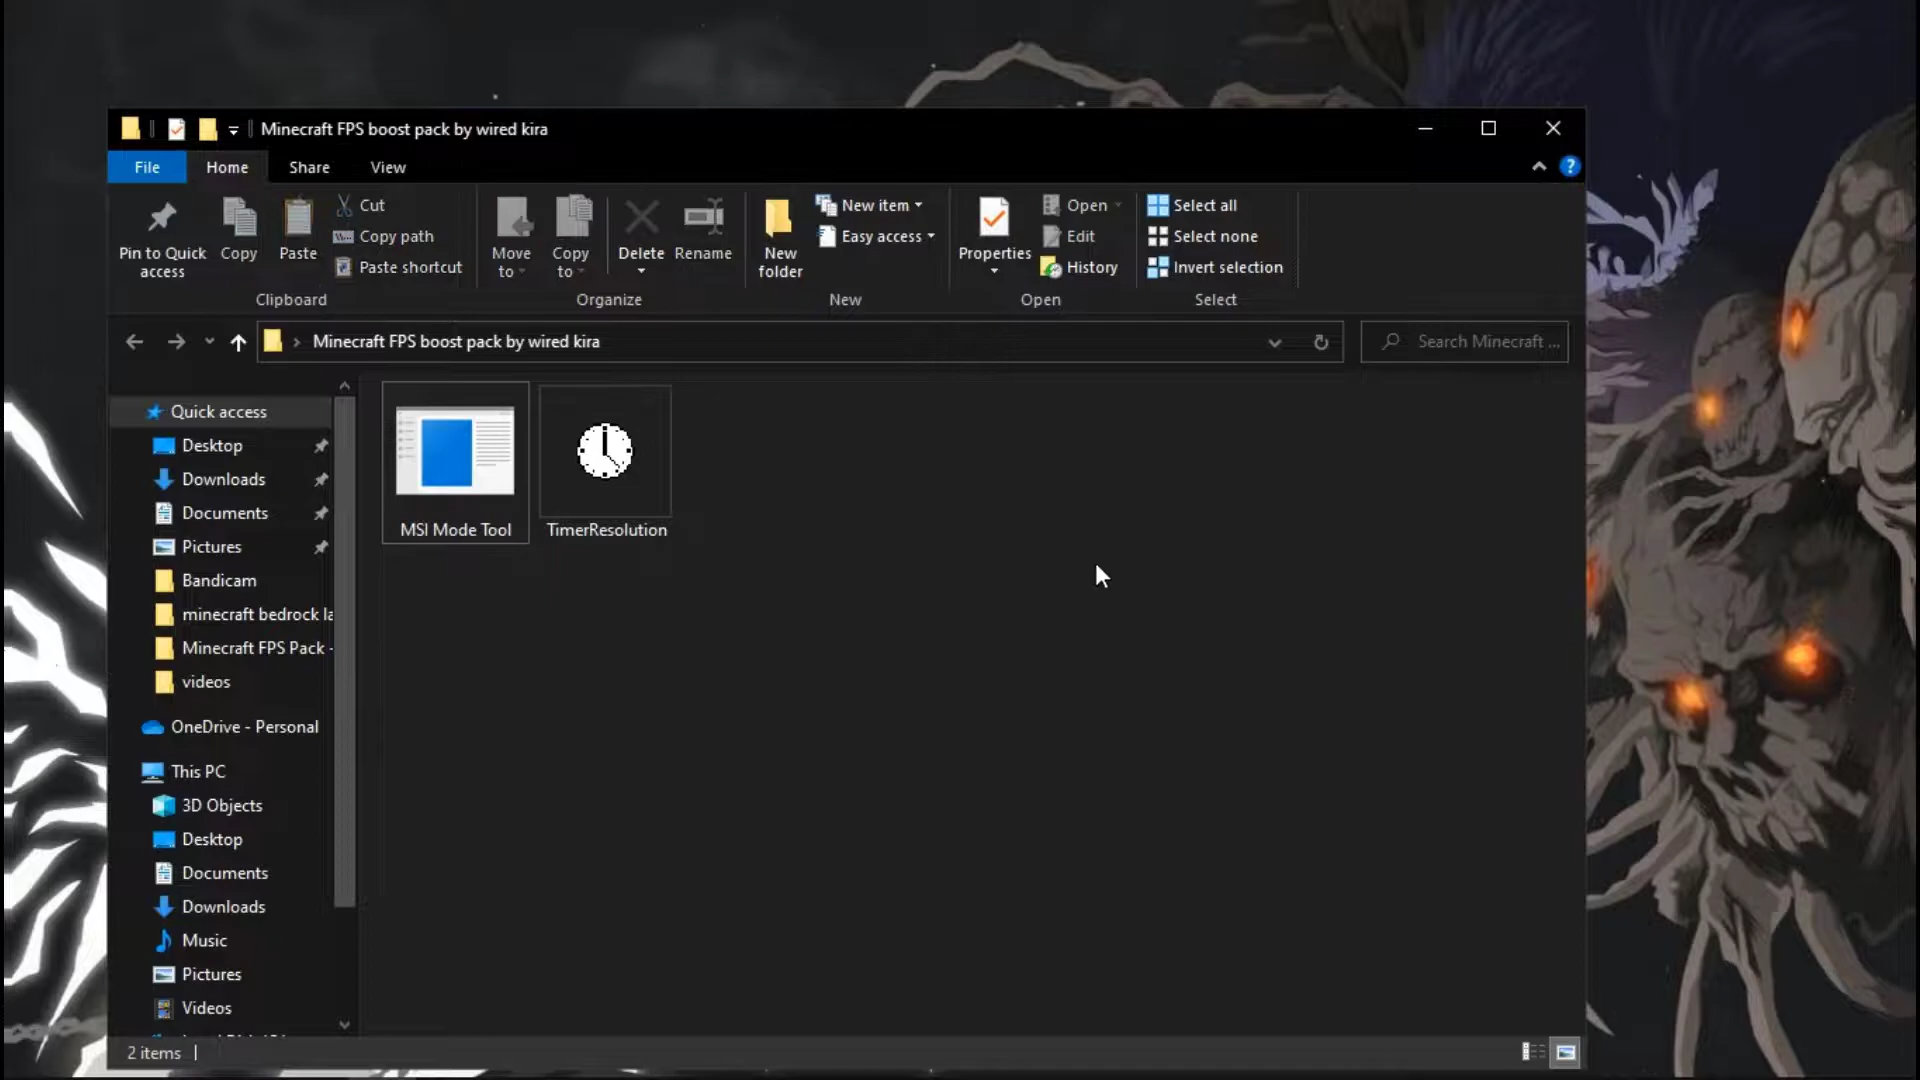 Minecraft FPS boost pack by wired kira
File Home Share View
Pin to Quick access
Copy
Paste
Cut
Copy path
Paste shortcut
Clipboard
Move to
Copy to
Delete
Rename
Organize
New folder
New item
Easy access
New
Properties
Open
Edit
History
Open
Select all
Select none
Invert selection
Select
Minecraft FPS boost pack by wired kira
Search Minecraft ...
Quick access
Desktop
Downloads
Documents
Pictures
Bandicam
minecraft bedrock la
Minecraft FPS Pack -
videos
OneDrive - Personal
This PC
3D Objects
Desktop
Documents
Downloads
Music
Pictures
Videos
MSI Mode Tool
TimerResolution
2 items